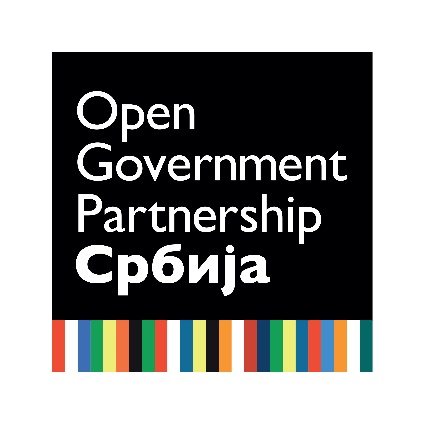 Open
Government
Partnership
Србија